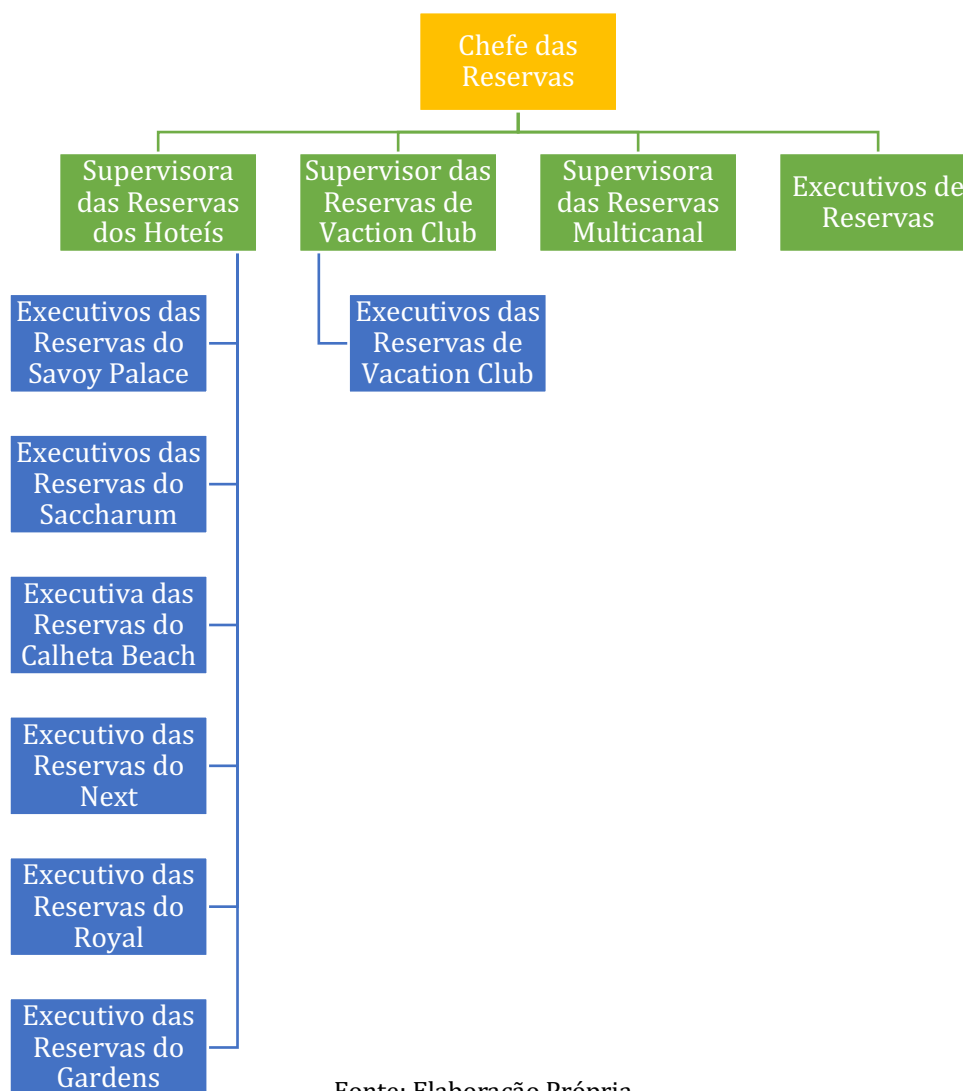 Chefe das
Reservas
Supervisora
das Reservas
dos Hoteís
Supervisor das
Reservas de
Vaction Club
Supervisora
das Reservas
Multicanal
Executivos de
Reservas
Executivos das
Reservas do
Savoy Palace
Executivos das
Reservas de
Vacation Club
Executivos das
Reservas do
Saccharum
Executiva das
Reservas do
Calheta Beach
Executivo das
Reservas do
Next
Executivo das
Reservas do
Royal
Executivo das
Reservas do
Gardens
Fonte: Elaboração Própria